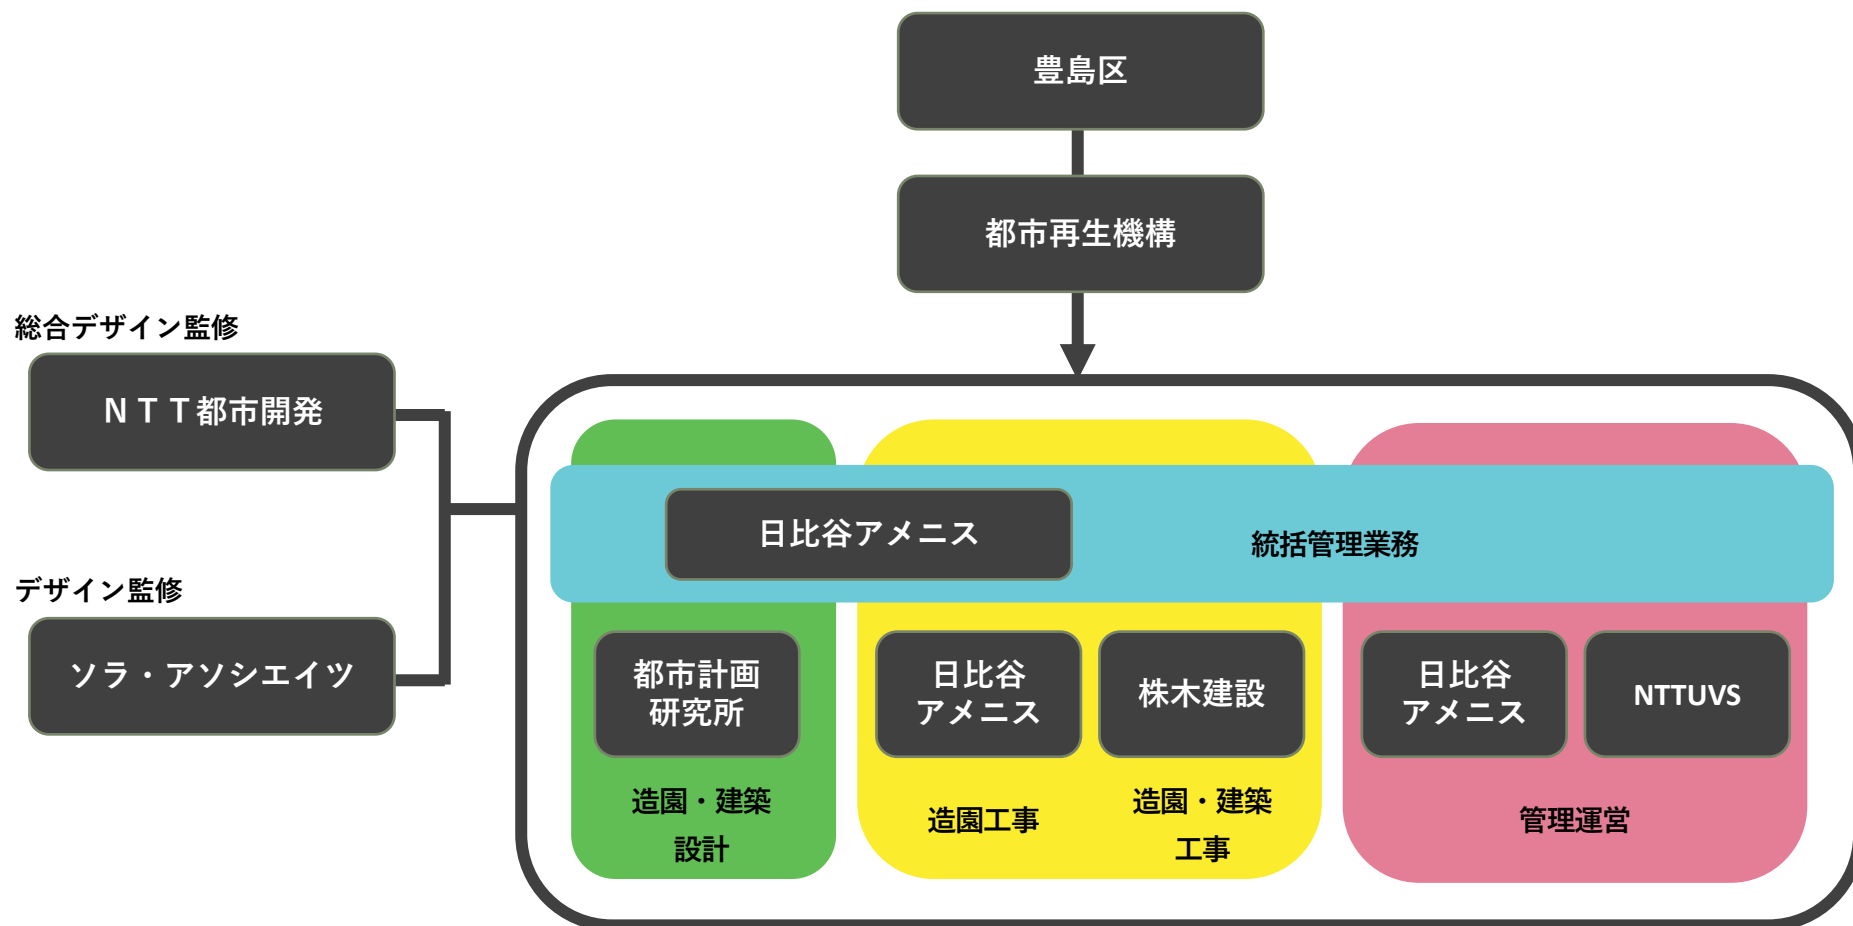 豊島区
都市再生機構
総合デザイン監修
ＮＴＴ都市開発
デザイン監修
ソラ・アソシエイツ
日比谷アメニス
統括管理業務
都市計画
研究所
造園・建築
設計
日比谷
アメニス
造園工事
株木建設
造園・建築
工事
日比谷
アメニス
NTTUVS
管理運営